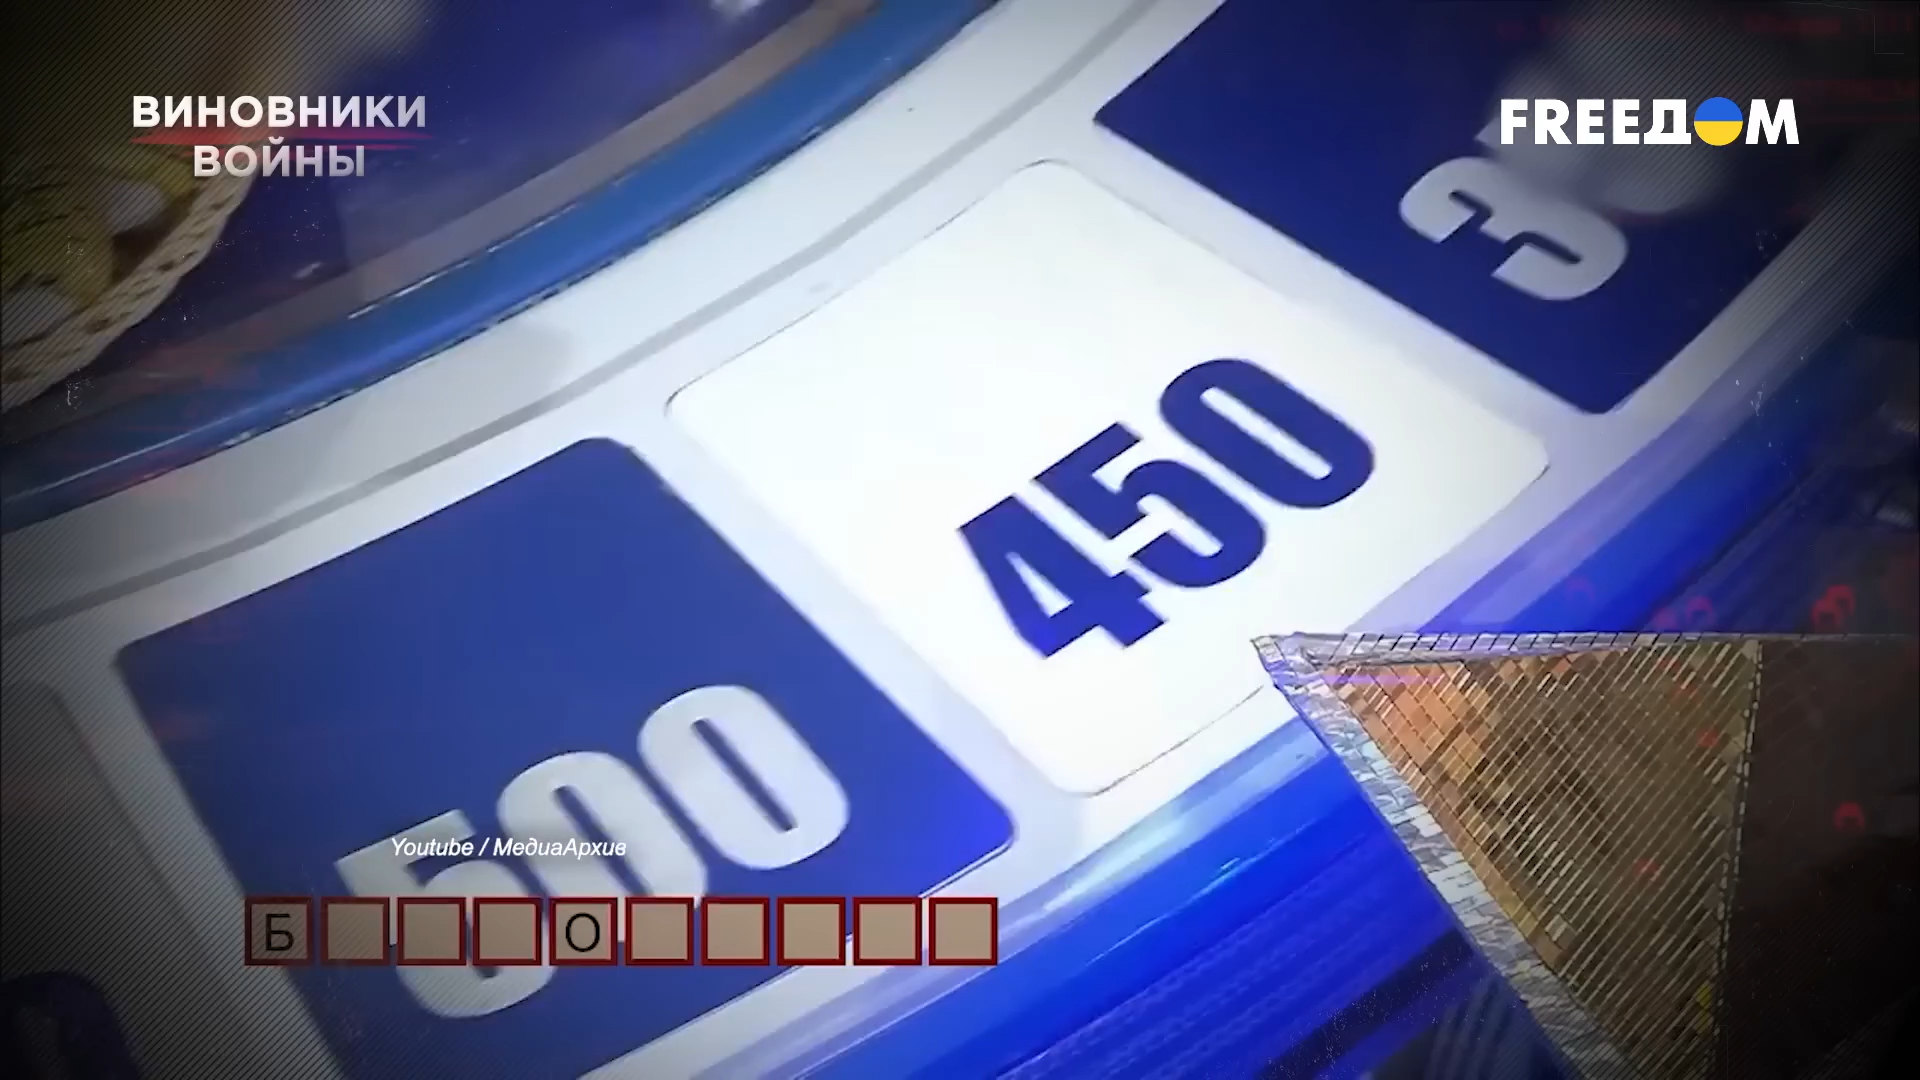 ВИНОВНИКИ
ВОЙНЫ
FREEДОМ
450
500
Youtube / МедиаАрхив
Б О